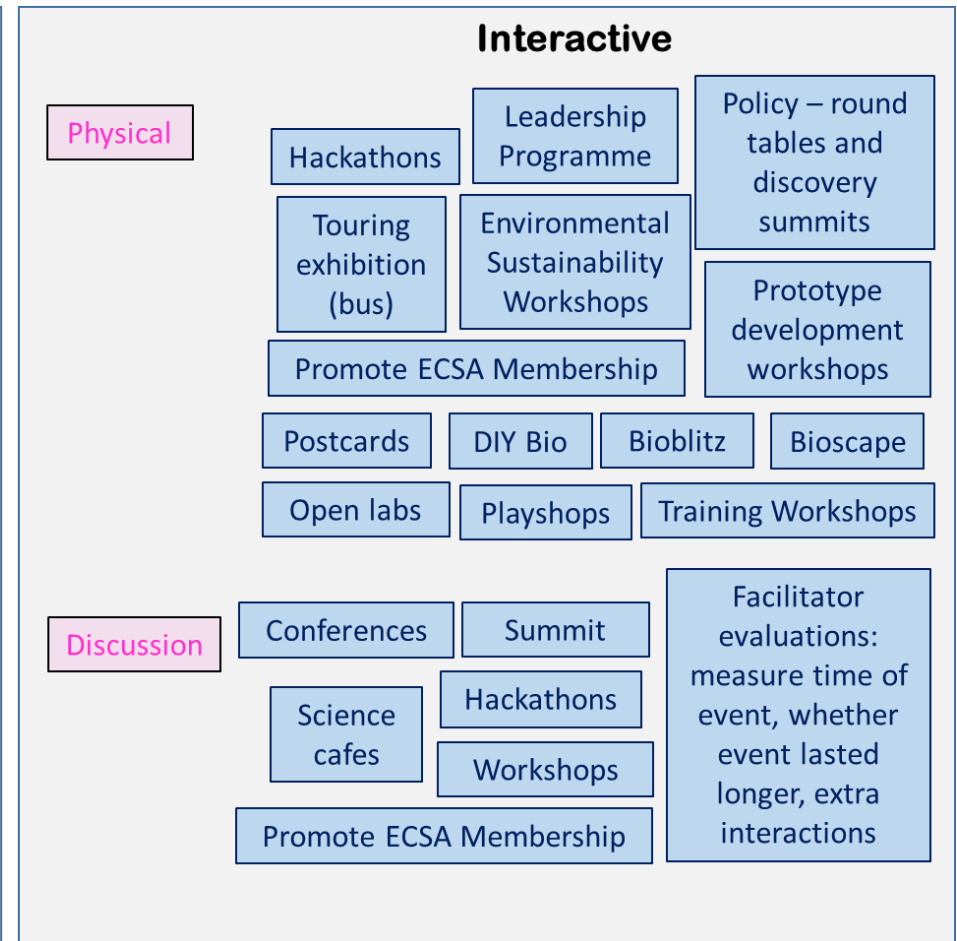 Interactive
Physical
Hackathons
Leadership
Programme
Policy – round
tables and
discovery
summits
Touring
exhibition
(bus)
Environmental
Sustainability
Workshops
Prototype
development
workshops
Promote ECSA Membership
Postcards
DIY Bio
Bioblitz
Bioscape
Open labs
Playshops
Training Workshops
Discussion
Conferences
Summit
Facilitator
evaluations:
measure time of
event, whether
event lasted
longer, extra
interactions
Science
cafes
Hackathons
Workshops
Promote ECSA Membership